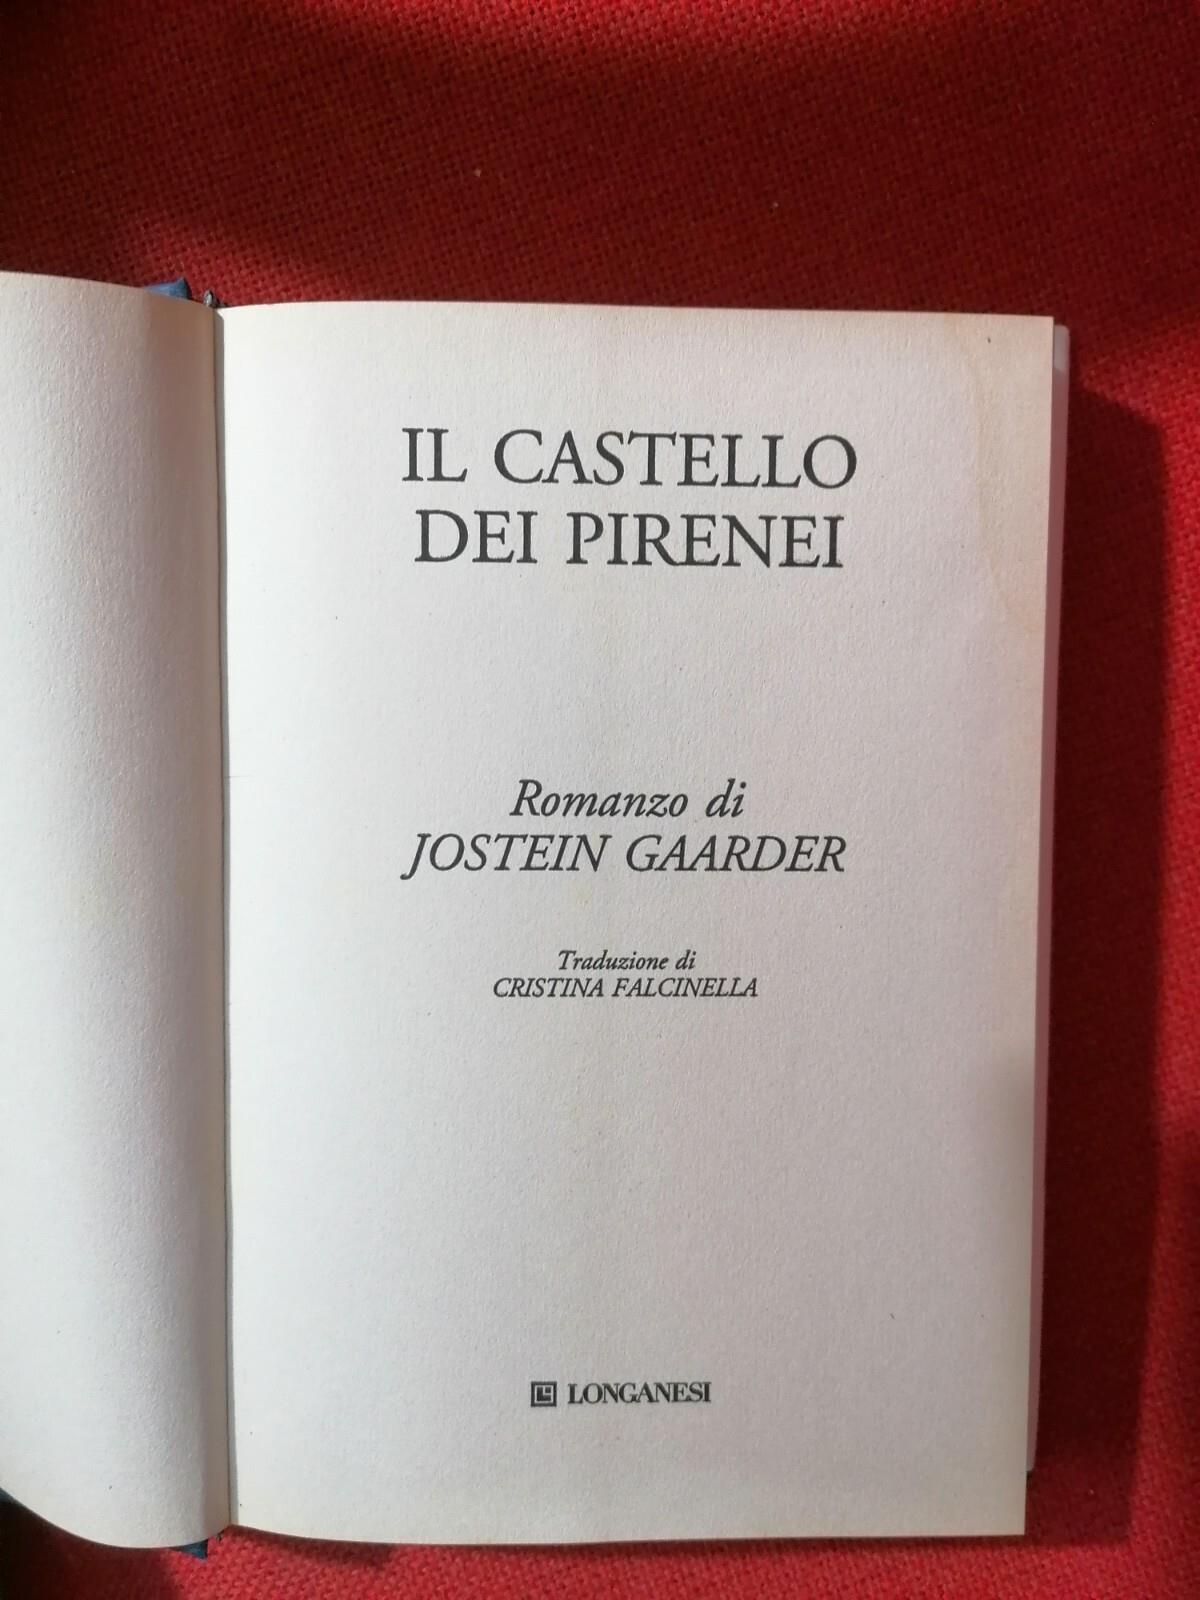 IL CASTELLO
DEI PIRENEI
Romanzo di
JOSTEIN GAARDER
Traduzione di
CRISTINA FALCINELLA
LONGANESI